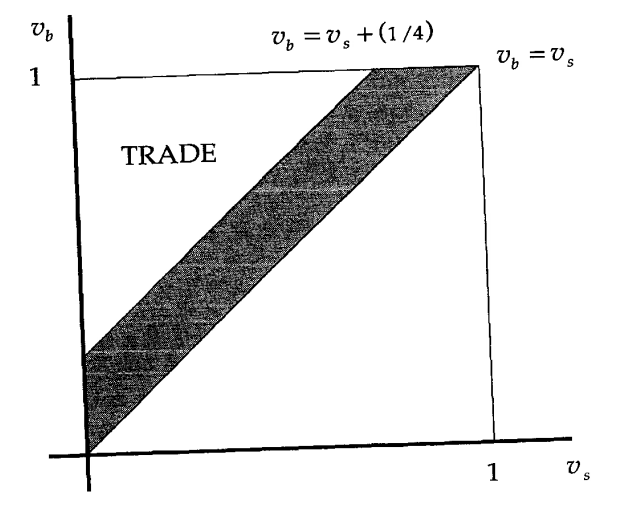 v_b
v_b = v_s + (1/4)
v_b = v_s
1
TRADE
1
v_s